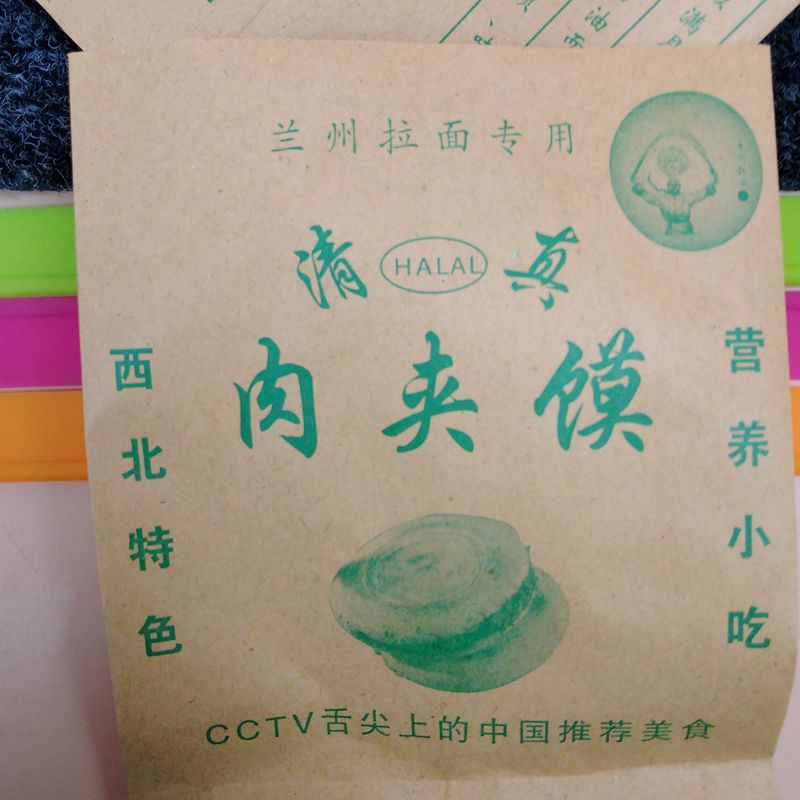 兰州拉面专用
清 HALAL 真
肉夹馍
西北特色
营养小吃
CCTV舌尖上的中国推荐美食